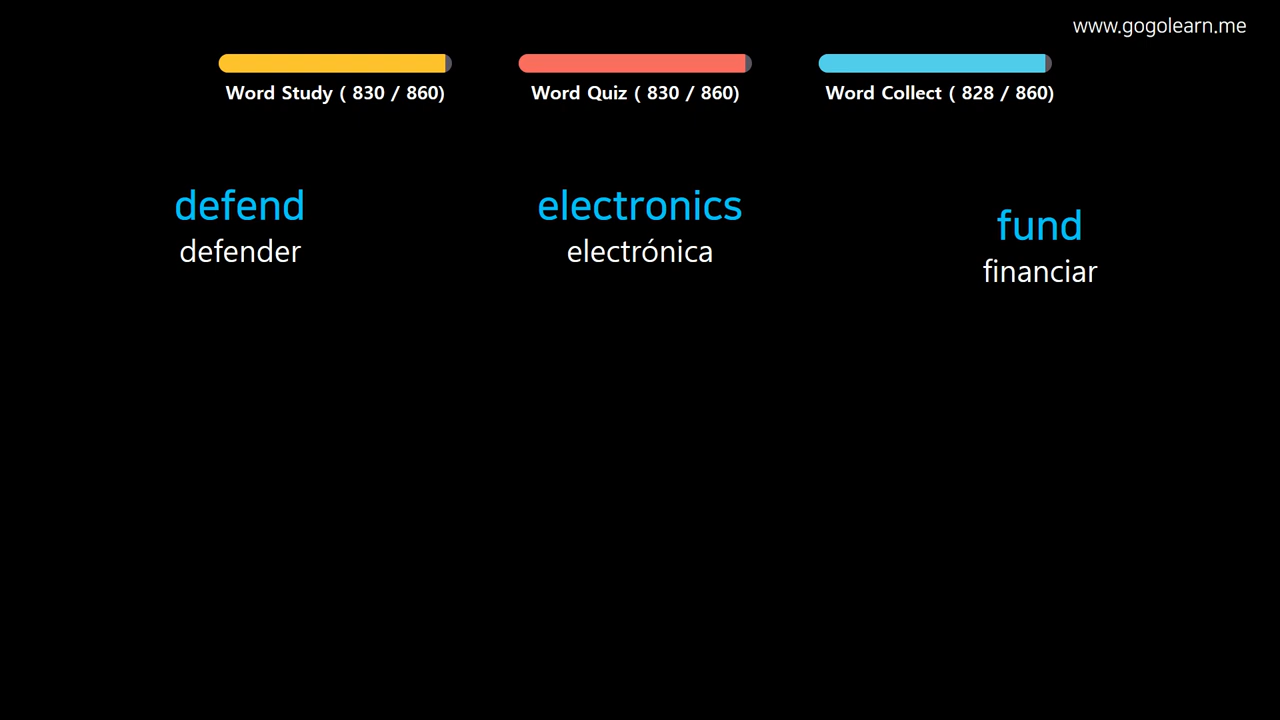 www.gogolearn.me
Word Study ( 830 / 860)
Word Quiz ( 830 / 860)
Word Collect ( 828 / 860)
defend
defender
electronics
electrónica
fund
financiar